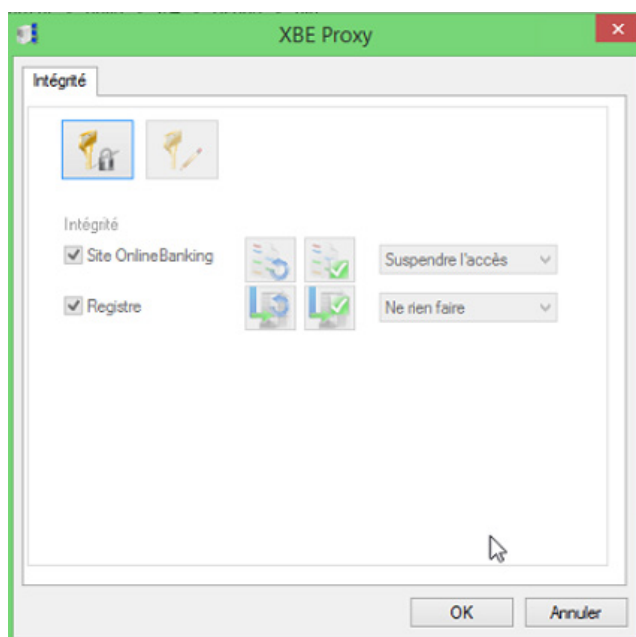 XBE Proxy
Intégrité
Intégrité
Site OnlineBanking
Suspendre l'accès
Registre
Ne rien faire
OK
Annuler